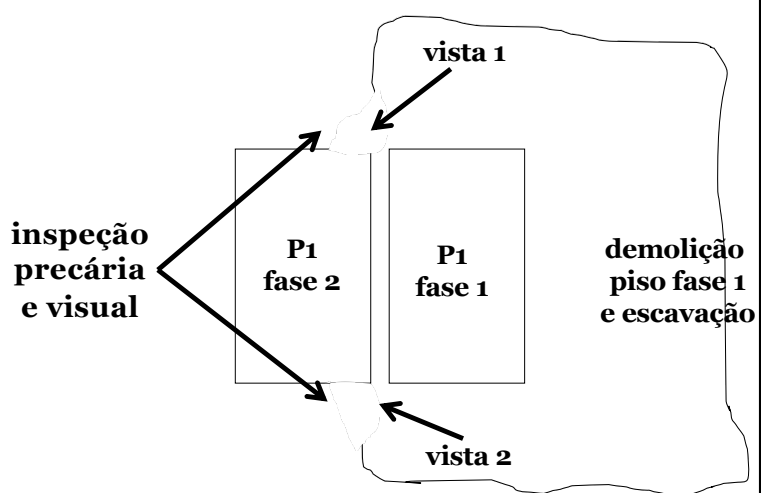 vista 1
inspeção
precária
e visual
P1
fase 2
P1
fase 1
demolição
piso fase 1
e escavação
vista 2